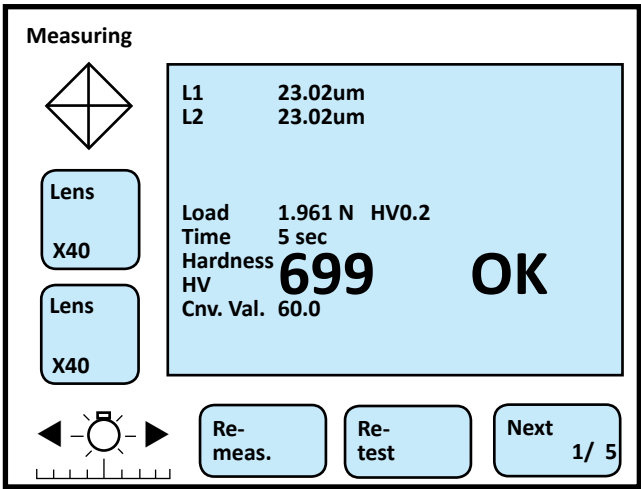 Measuring
L1 23.02um
L2 23.02um
Lens
X40
Load 1.961 N HV0.2
Time 5 sec
Hardness
HV 699 OK
Cnv. Val. 60.0
Lens
X40
Re-
meas.
Re-
test
Next
1/ 5